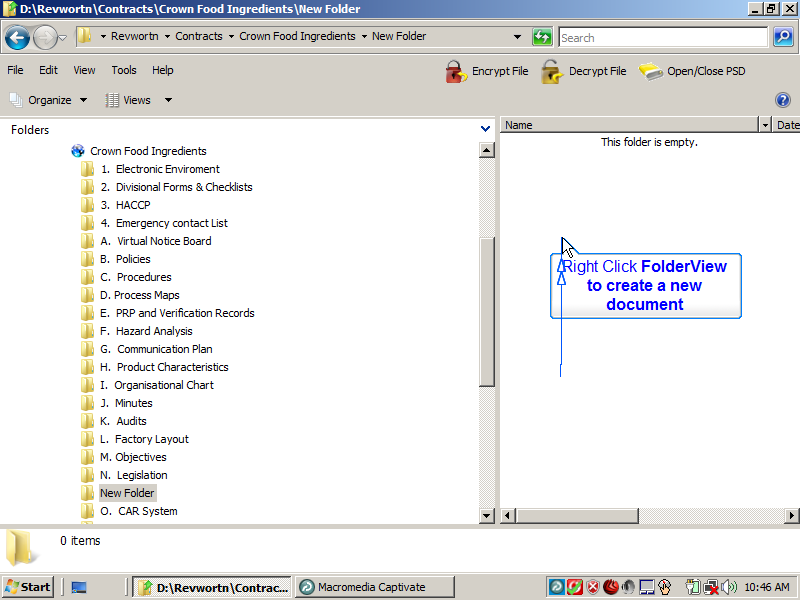 D:\Revwortn\Contracts\Crown Food Ingredients\New Folder
Revwortn Contracts Crown Food Ingredients New Folder
Search
File Edit View Tools Help
Encrypt File Decrypt File Open/Close PSD
Organize Views
Folders
Name Date
This folder is empty.
Crown Food Ingredients
1. Electronic Enviroment
2. Divisional Forms & Checklists
3. HACCP
4. Emergency contact List
A. Virtual Notice Board
B. Policies
C. Procedures
D. Process Maps
E. PRP and Verification Records
F. Hazard Analysis
G. Communication Plan
H. Product Characteristics
I. Organisational Chart
J. Minutes
K. Audits
L. Factory Layout
M. Objectives
N. Legislation
New Folder
O. CAR System
Right Click FolderView
to create a new
document
0 items
Start
D:\Revwortn\Contrac...
Macromedia Captivate
10:46 AM